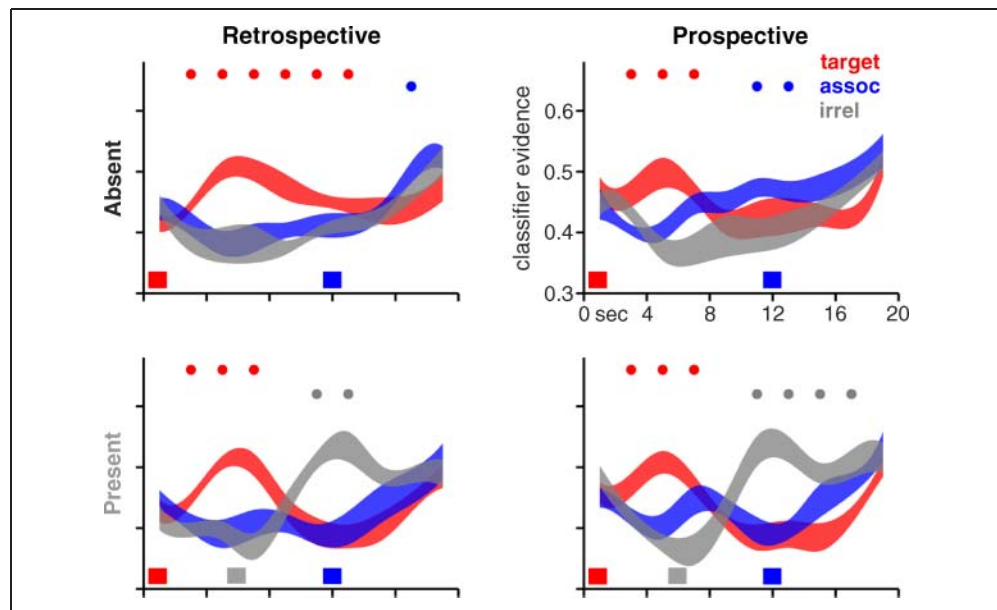 Retrospective
Prospective
target
assoc
irrel
Absent
classifier evidence
0.6
0.5
0.4
0.3
0 sec 4 8 12 16 20
Present